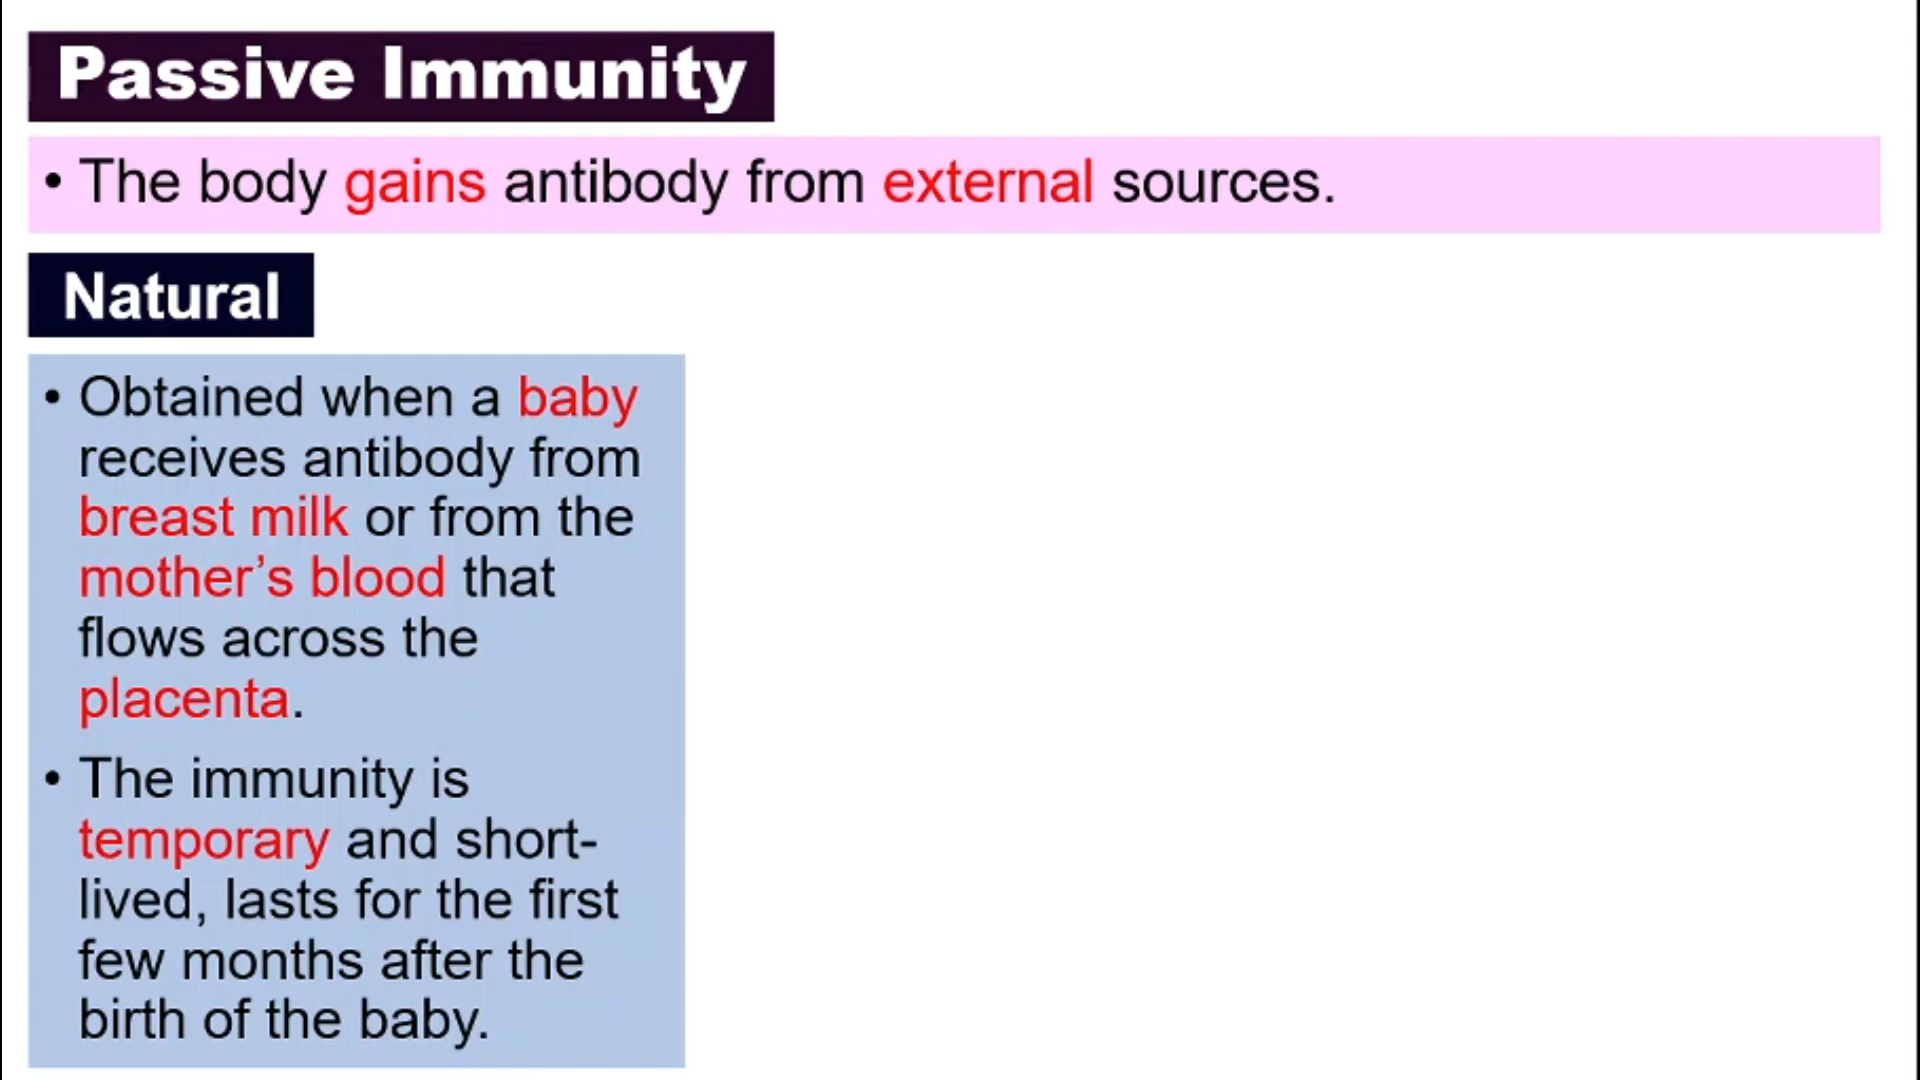 Passive Immunity
• The body gains antibody from external sources.
Natural
• Obtained when a baby
receives antibody from
breast milk or from the
mother’s blood that
flows across the
placenta.
• The immunity is
temporary and short-
lived, lasts for the first
few months after the
birth of the baby.